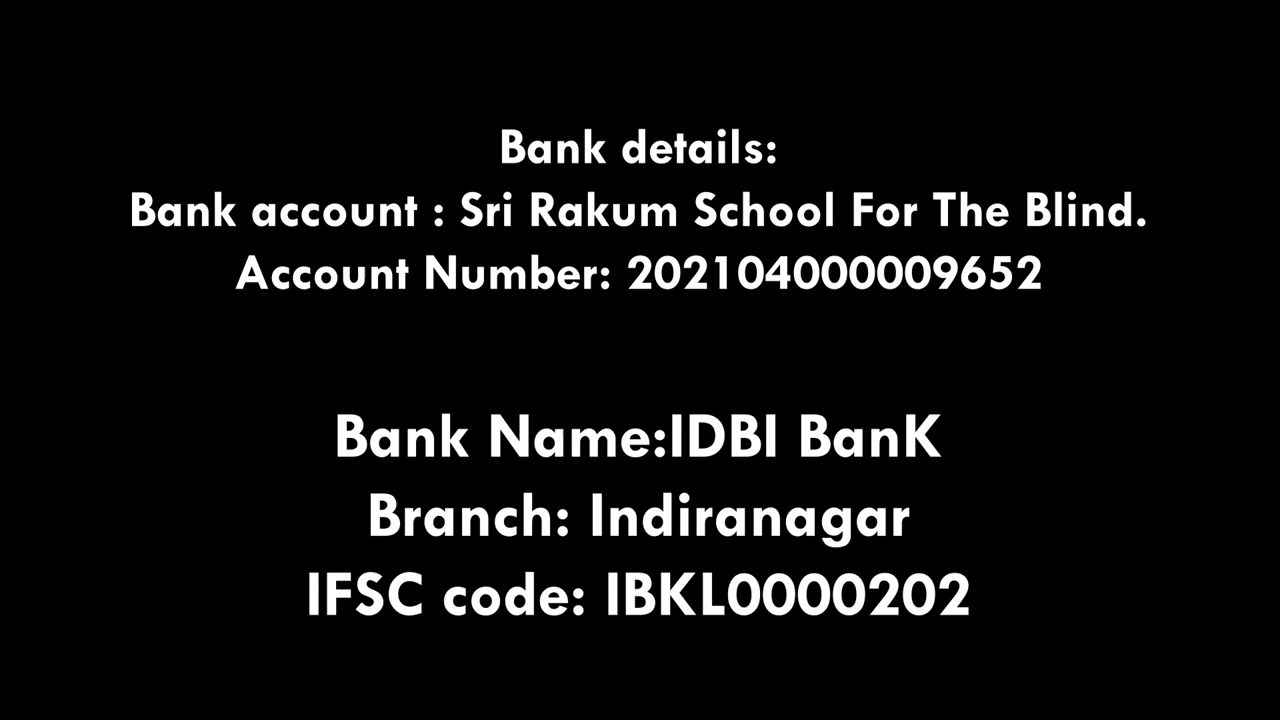 Bank details:
Bank account : Sri Rakum School For The Blind.
Account Number: 202104000009652
Bank Name:IDBI BanK
Branch: Indiranagar
IFSC code: IBKL0000202